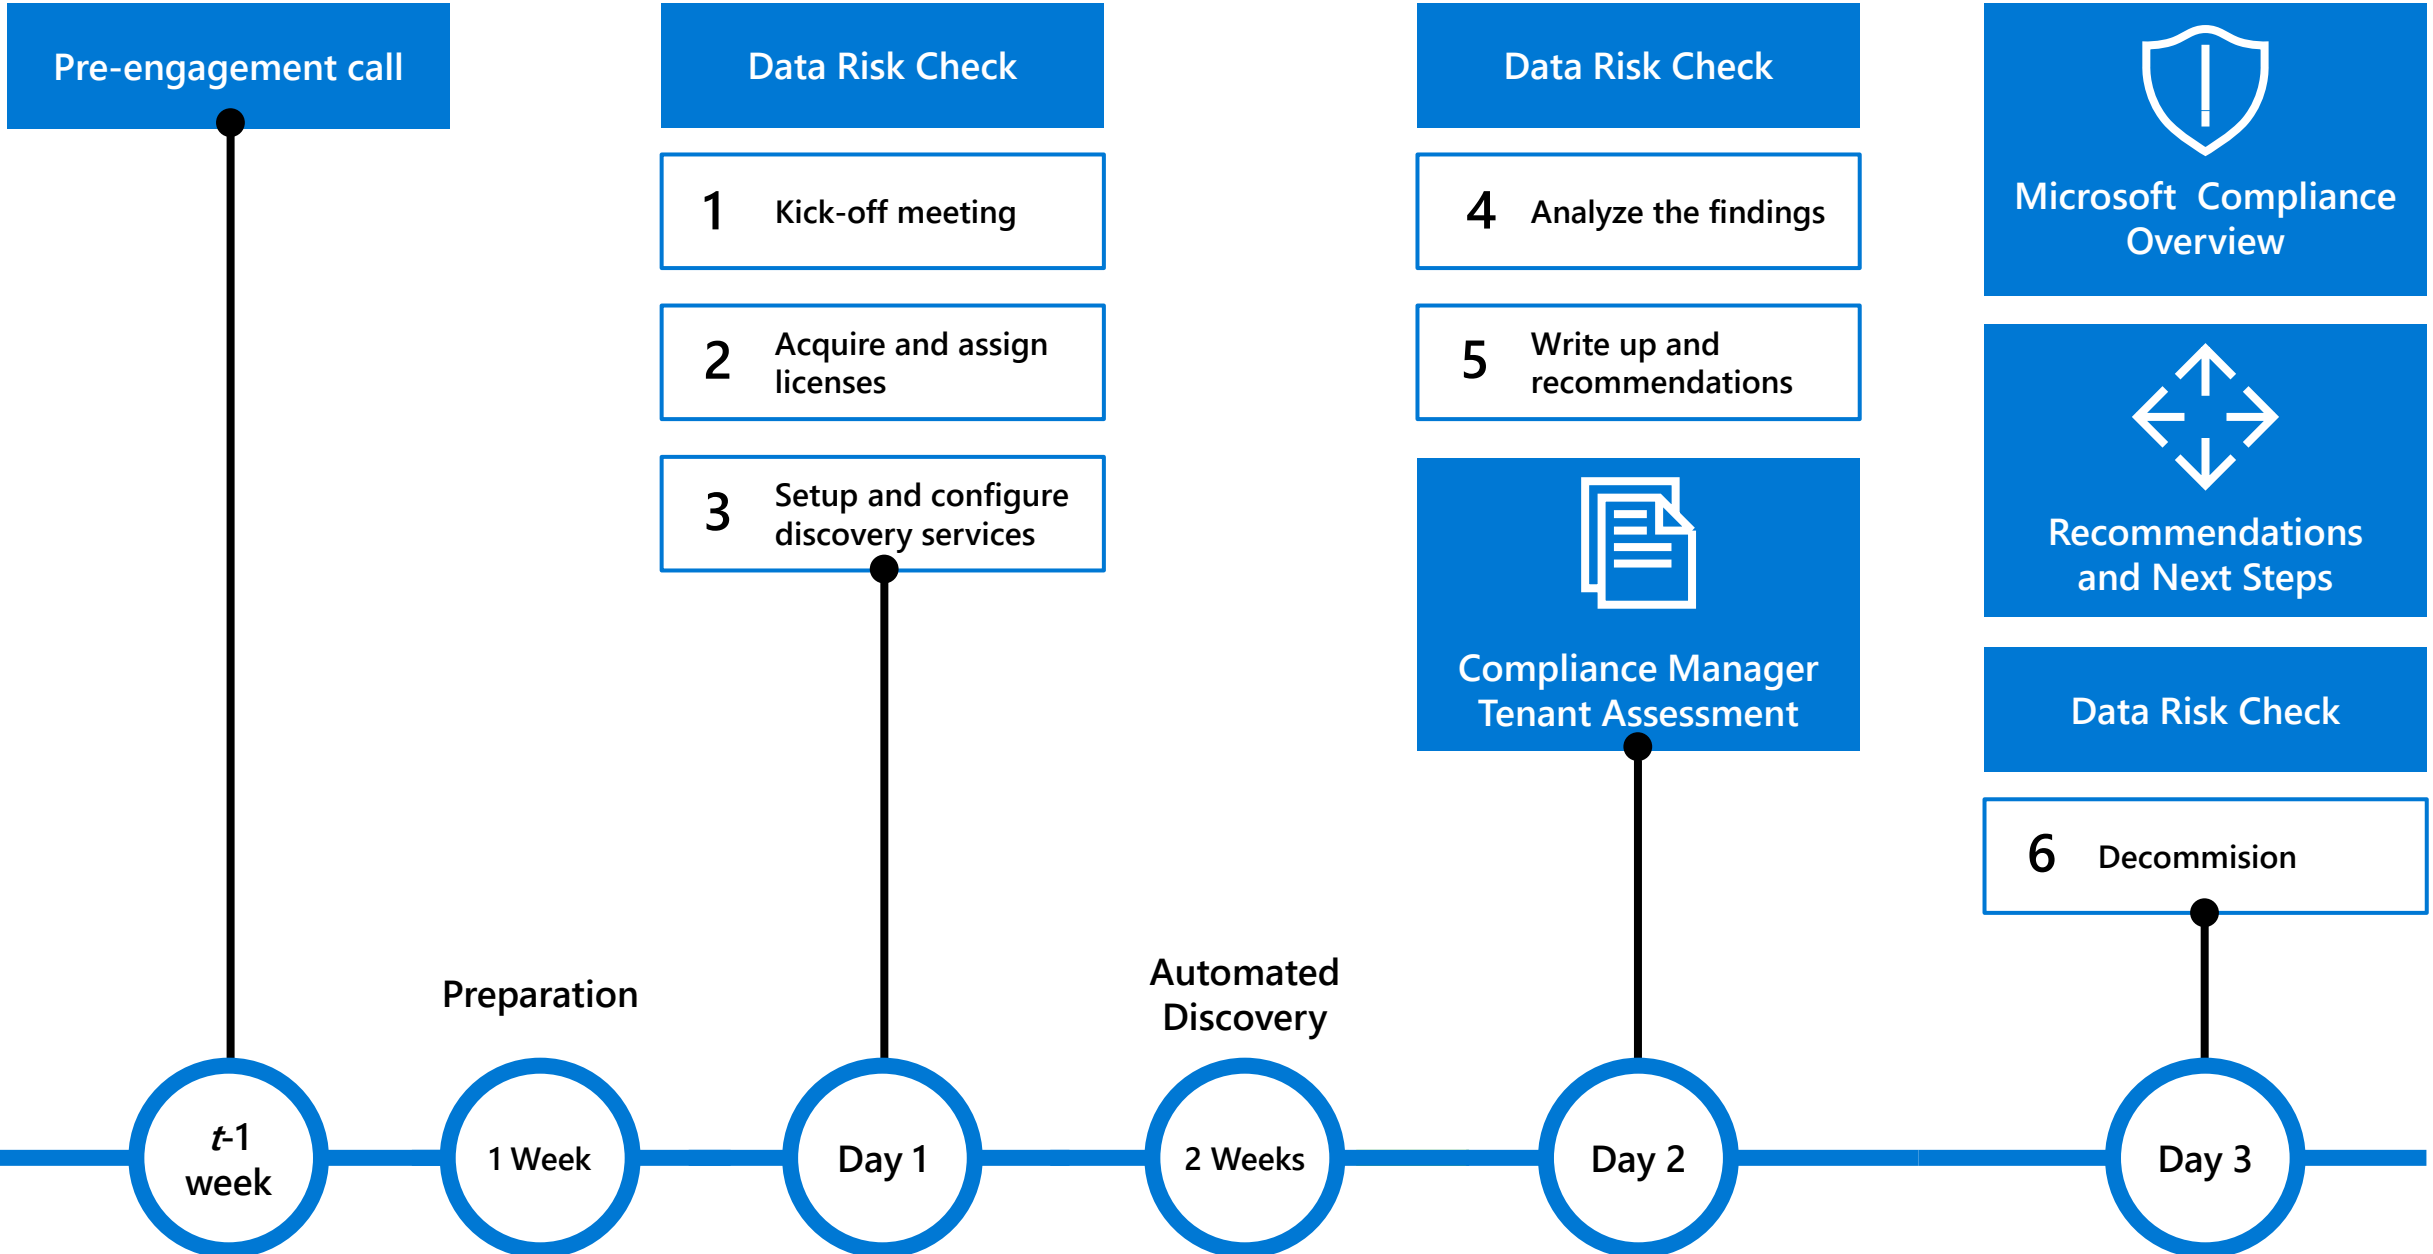 Pre-engagement call
Data Risk Check
1 Kick-off meeting
2 Acquire and assign
licenses
3 Setup and configure
discovery services
Data Risk Check
4 Analyze the findings
5 Write up and
recommendations
Compliance Manager
Tenant Assessment
Microsoft Compliance
Overview
Recommendations
and Next Steps
Data Risk Check
6 Decommision
Preparation
Automated
Discovery
t-1
week
1 Week
Day 1
2 Weeks
Day 2
Day 3